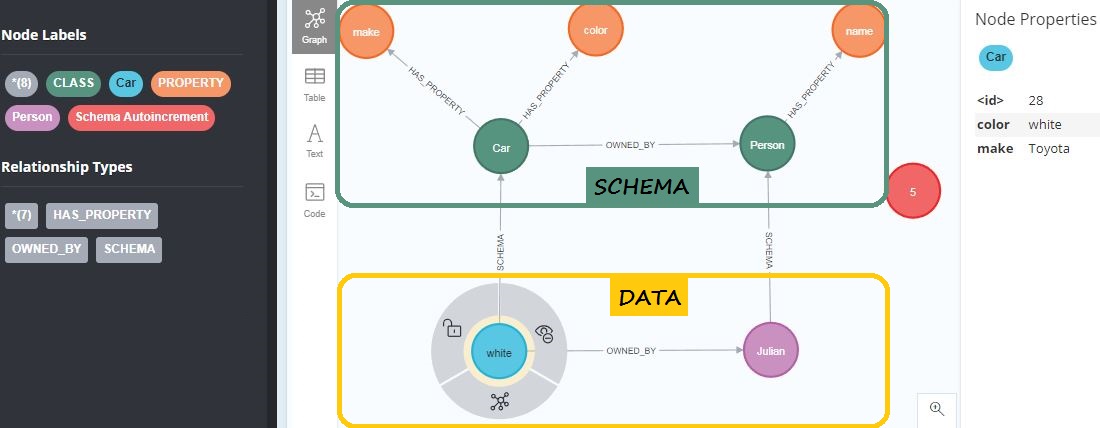 Node Labels
*(8) CLASS Car PROPERTY
Person Schema Autoincrement
Relationship Types
*(7) HAS_PROPERTY
OWNED_BY SCHEMA
Graph
Table
Text
Code
make color name
HAS_PROPERTY HAS_PROPERTY HAS_PROPERTY
Car OWNED_BY Person
SCHEMA
5
SCHEMA SCHEMA
DATA
white OWNED_BY Julian
Node Properties
Car
<id> 28
color white
make Toyota